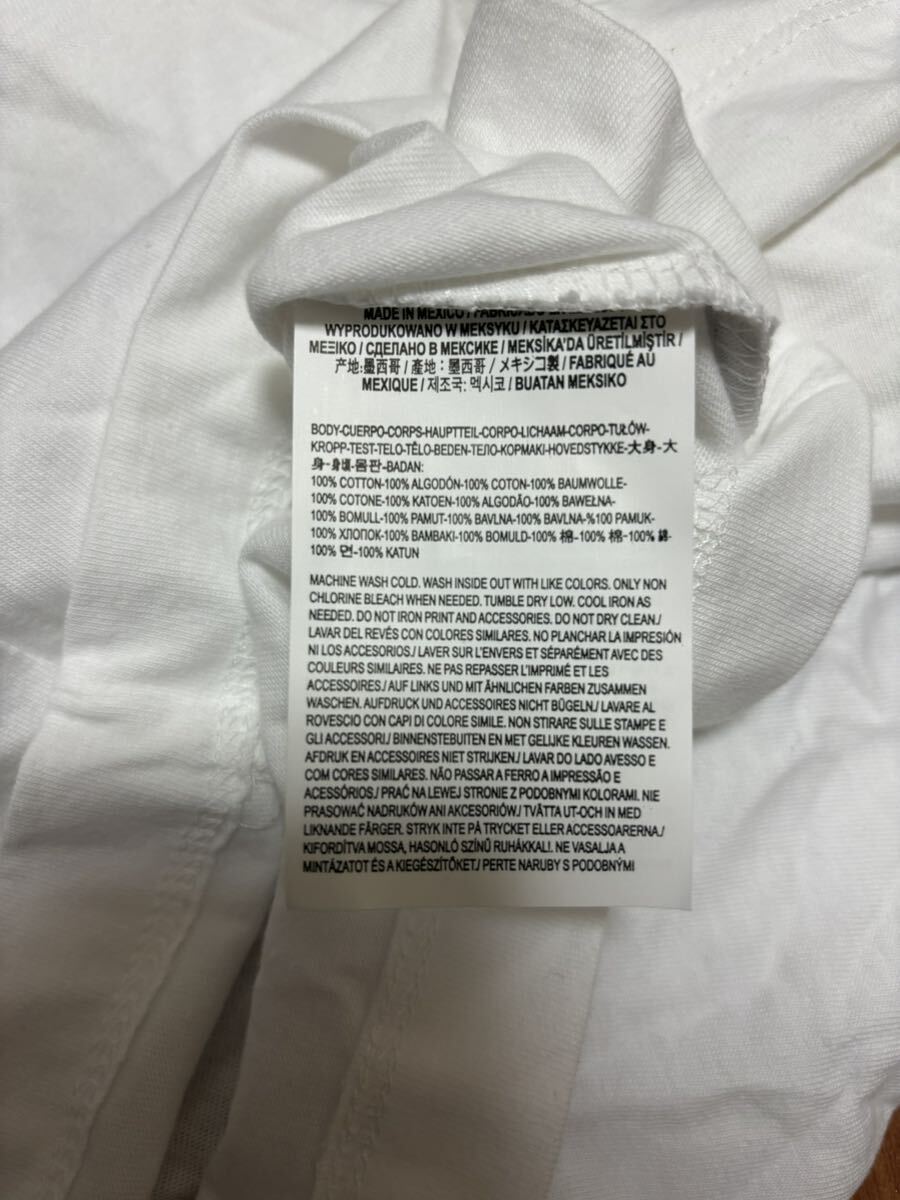 MADE IN MEXICO / FABRICADO
WYPRODUKOWANO W MEKSYKU / ΚΑΤΑΣΚΕΥΑΖΕΤΑΙ ΣΤΟ
ΜΕΞΙΚΟ / СДЕЛАНО В МЕКСИКЕ / MEKSİKA'DA ÜRETİLMİŞTİR /
产地:墨西哥 / 產地:墨西哥 / メキシコ製 / FABRIQUÉ AU
MEXIQUE / 제조국: 멕시코 / BUATAN MEKSIKO
BODY-CUERPO-CORPS-HAUPTTEIL-CORPO-LICHAAM-CORPO-TUŁÓW-
KROPP-TEST-TELO-TĚLO-BEDEN-ТЕЛО-ΚΟΡΜΑΚΙ-HOVEDSTYKKE-大身-大
身-身頃-몸판-BADAN:
100% COTTON-100% ALGODÓN-100% COTON-100% BAUMWOLLE-
100% COTONE-100% KATOEN-100% ALGODÃO-100% BAWEŁNA-
100% BOMULL-100% PAMUT-100% BAVLNA-100% BAVLNA-%100 PAMUK-
100% ХЛОПОК-100% ΒΑΜΒΑΚΙ-100% BOMULD-100% 棉-100% 棉-100% 綿-
100% 면-100% KATUN
MACHINE WASH COLD. WASH INSIDE OUT WITH LIKE COLORS. ONLY NON
CHLORINE BLEACH WHEN NEEDED. TUMBLE DRY LOW. COOL IRON AS
NEEDED. DO NOT IRON PRINT AND ACCESSORIES. DO NOT DRY CLEAN./
LAVAR DEL REVÉS CON COLORES SIMILARES. NO PLANCHAR LA IMPRESIÓN
NI LOS ACCESORIOS./ LAVER SUR L'ENVERS ET SÉPARÉMENT AVEC DES
COULEURS SIMILAIRES. NE PAS REPASSER L'IMPRIMÉ ET LES
ACCESSOIRES./ AUF LINKS UND MIT ÄHNLICHEN FARBEN ZUSAMMEN
WASCHEN. AUFDRUCK UND ACCESSOIRES NICHT BÜGELN./ LAVARE AL
ROVESCIO CON CAPI DI COLORE SIMILE. NON STIRARE SULLE STAMPE E
GLI ACCESSORI./ BINNENSTEBUITEN EN MET GELIJKE KLEUREN WASSEN.
AFDRUK EN ACCESSOIRES NIET STRIJKEN./ LAVAR DO LADO AVESSO E
COM CORES SIMILARES. NÃO PASSAR A FERRO A IMPRESSÃO E
ACESSÓRIOS./ PRAĆ NA LEWEJ STRONIE Z PODOBNYMI KOLORAMI. NIE
PRASOWAĆ NADRUKÓW ANI AKCESORIÓW./ TVÄTTA UT-OCH IN MED
LIKNANDE FÄRGER. STRYK INTE PÅ TRYCKET ELLER ACCESSOARERNA./
KIFORDÍTVA MOSSA, HASONLÓ SZÍNŰ RUHÁKKALI. NE VASALJA A
MINTÁZATOT ÉS A KIEGÉSZÍTŐKET./ PERTE NARUBY S PODOBNÝMI